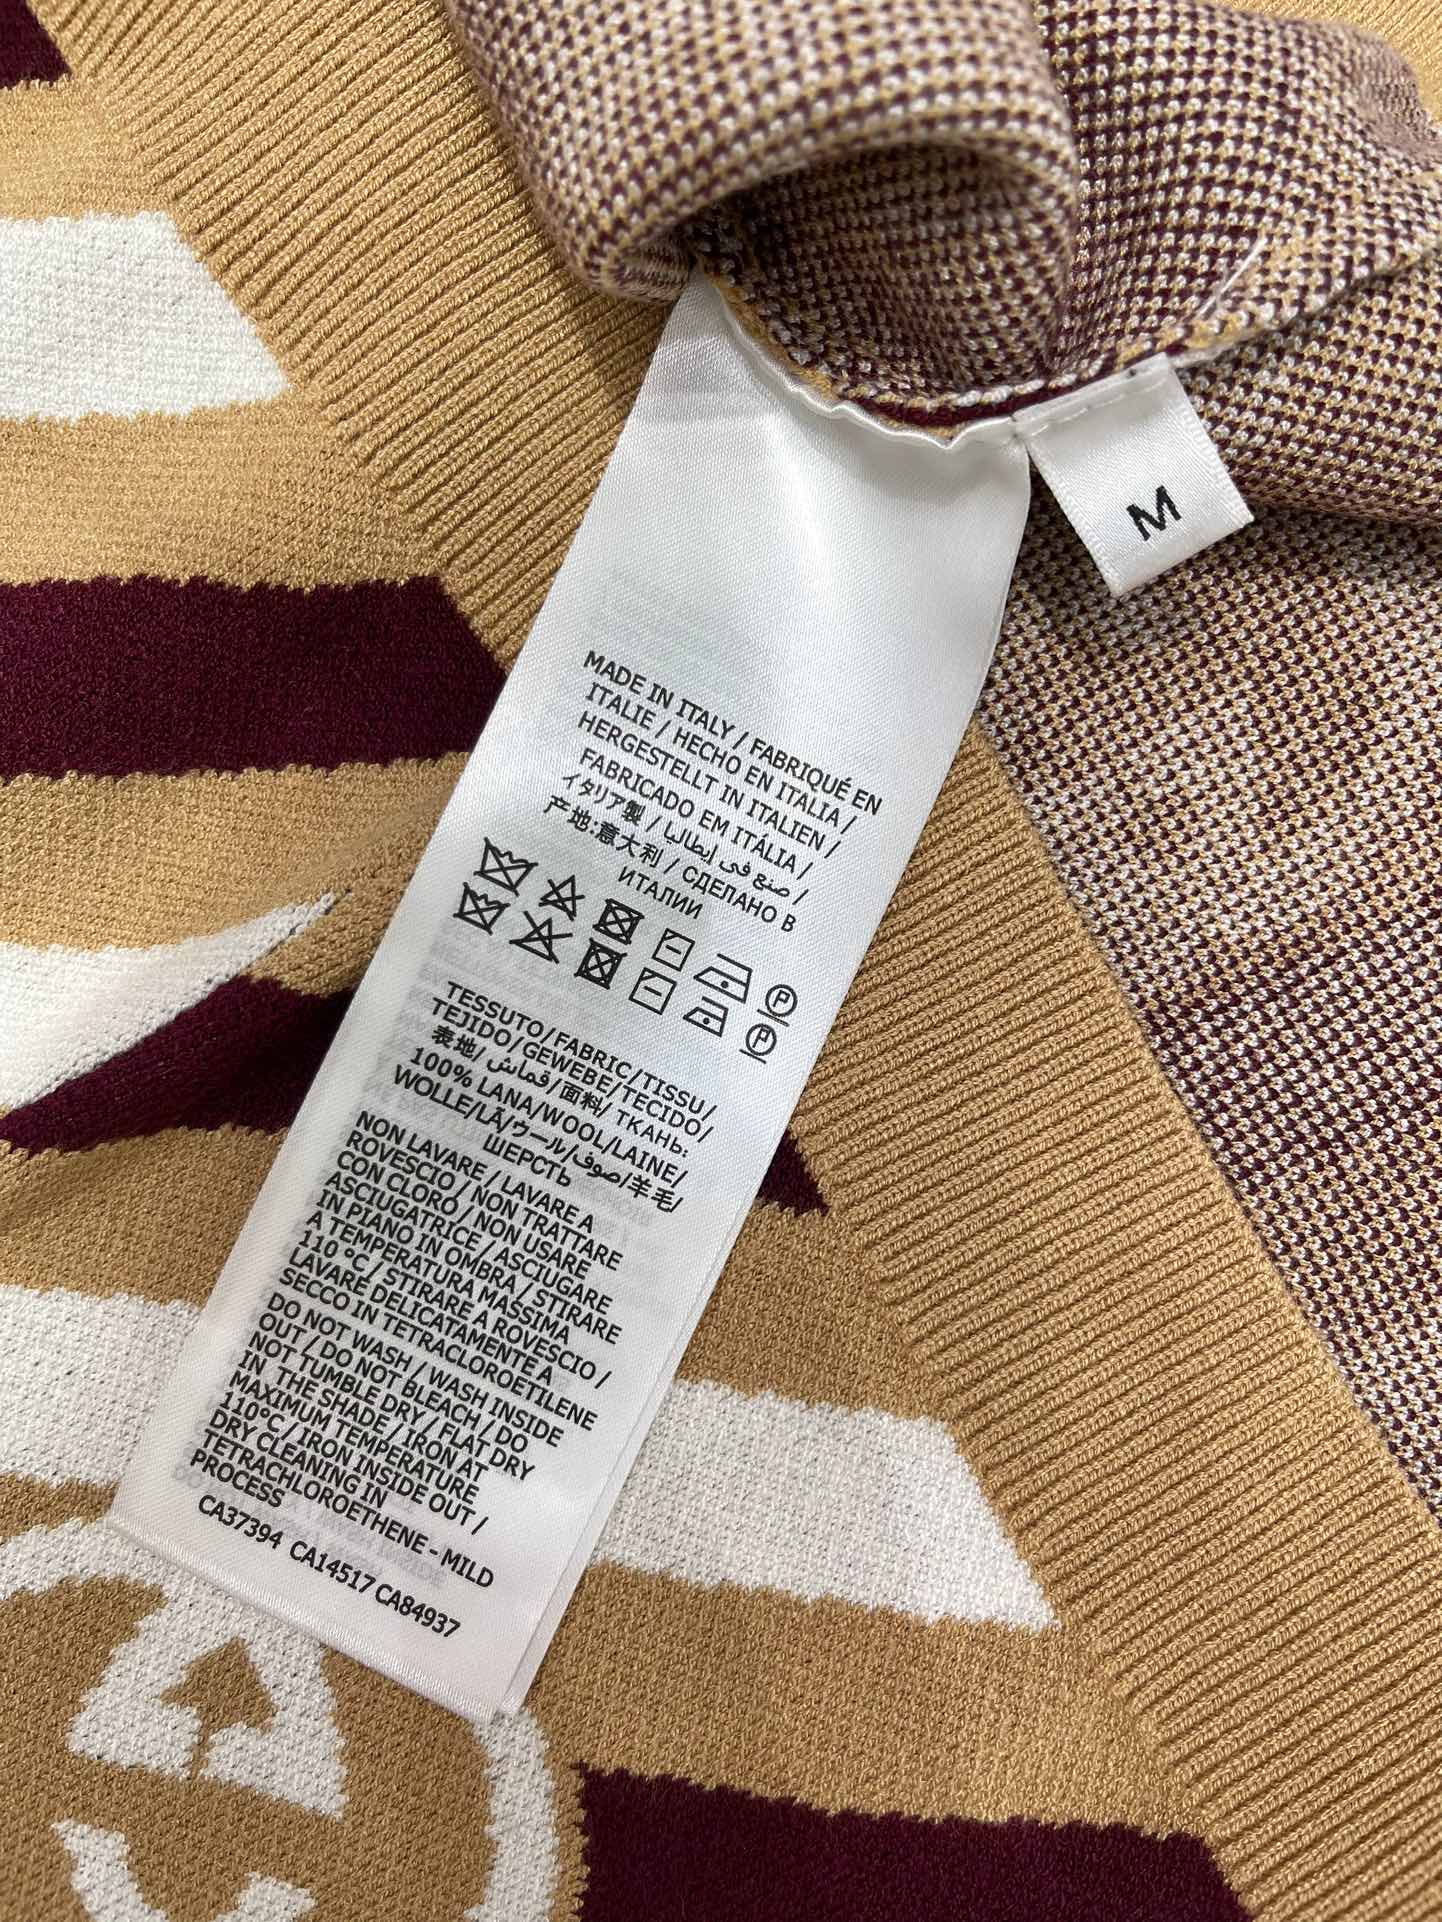 M
MADE IN ITALY / FABRIQUÉ EN
ITALIE / HECHO EN ITALIA /
HERGESTELLT IN ITALIEN /
FABRICADO EM ITÁLIA /
イタリア製 / صنع في إيطاليا /
产地:意大利 / СДЕЛАНО В
ИТАЛИИ
P
P
TESSUTO/FABRIC/TISSU/
TEJIDO/GEWEBE/TECIDO/
表地/قماش/面料/ ТКАНЬ:
100% LANA/WOOL/LAINE/
WOLLE/LÃ/ウール/صوف/羊毛/
ШЕРСТЬ
NON LAVARE / LAVARE A
ROVESCIO / NON TRATTARE
CON CLORO / NON USARE
ASCIUGATRICE / ASCIUGARE
IN PIANO IN OMBRA / STIRARE
A TEMPERATURA MASSIMA
110 °C / STIRARE A ROVESCIO /
LAVARE DELICATAMENTE A
SECCO IN TETRACLOROETILENE
DO NOT WASH / WASH INSIDE
OUT / DO NOT BLEACH / DO
NOT TUMBLE DRY / FLAT DRY
IN THE SHADE / IRON AT
MAXIMUM TEMPERATURE
110°C / IRON INSIDE OUT /
DRY CLEANING IN
TETRACHLOROETHENE - MILD
PROCESS
CA37394 CA14517 CA84937